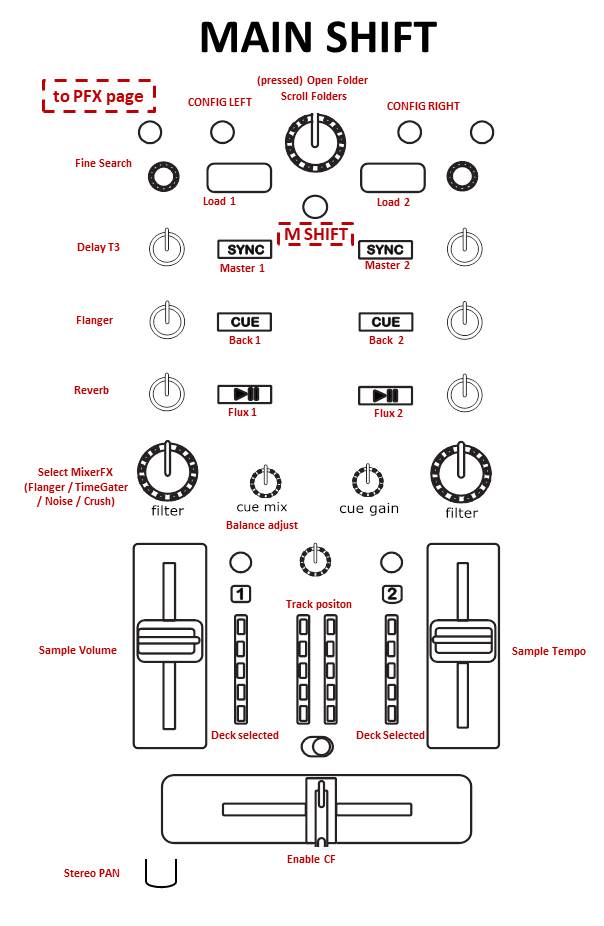 MAIN SHIFT
to PFX page
(pressed) Open Folder
Scroll Folders
CONFIG LEFT
CONFIG RIGHT
Fine Search
Load 1
Load 2
M SHIFT
Delay T3
SYNC
SYNC
Master 1
Master 2
Flanger
CUE
CUE
Back 1
Back 2
Reverb
Flux 1
Flux 2
Select MixerFX
(Flanger / TimeGater
/ Noise / Crush)
filter
cue mix
cue gain
filter
Balance adjust
1
2
Track positon
Sample Volume
Sample Tempo
Deck selected
Deck Selected
Enable CF
Stereo PAN